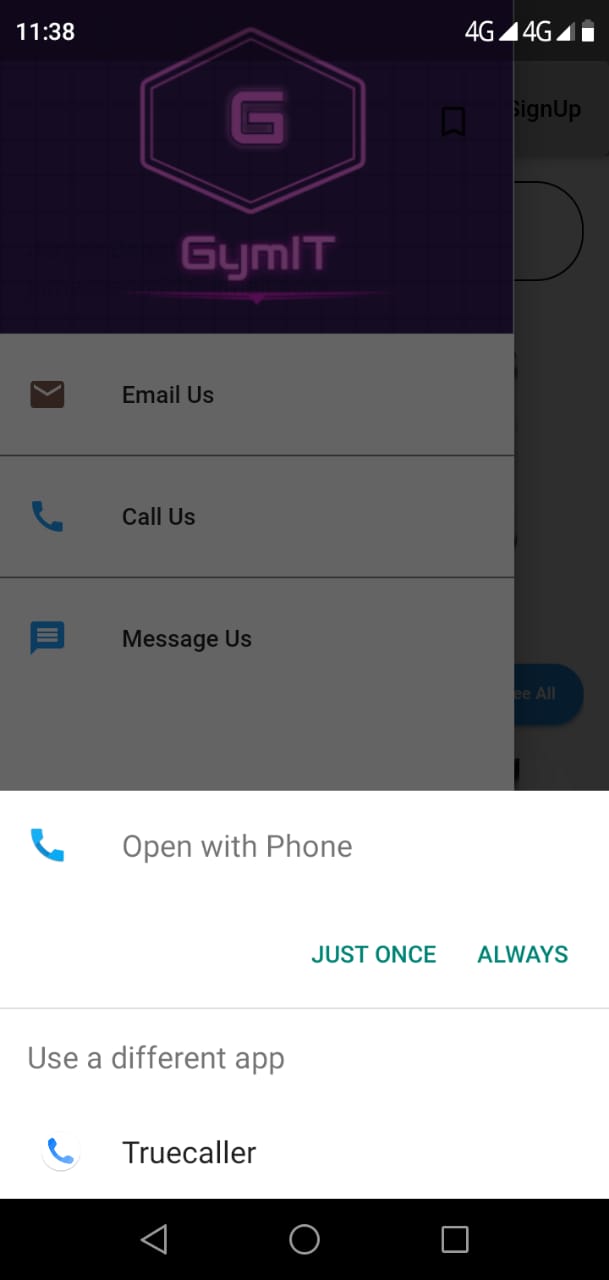 11:38
4G 4G
G
SignUp
GymIT
Email Us
Call Us
Message Us
ee All
Open with Phone
JUST ONCE ALWAYS
Use a different app
Truecaller